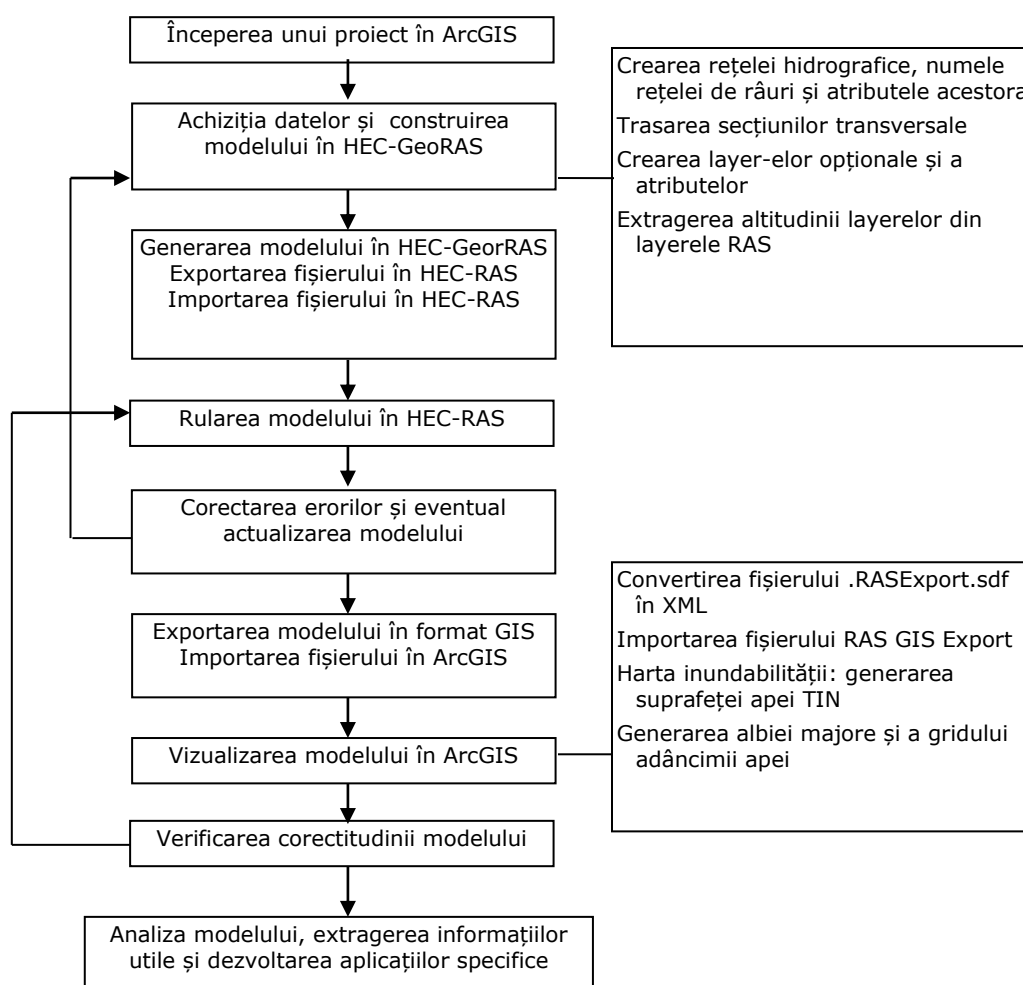 Începerea unui proiect în ArcGIS
Achiziția datelor și construirea
modelului în HEC-GeoRAS
Crearea rețelei hidrografice, numele
rețelei de râuri și atributele acestora
Trasarea secțiunilor transversale
Crearea layer-elor opționale și a
atributelor
Extragerea altitudinii layerelor din
layerele RAS
Generarea modelului în HEC-GeorRAS
Exportarea fișierului în HEC-RAS
Importarea fișierului în HEC-RAS
Rularea modelului în HEC-RAS
Corectarea erorilor și eventual
actualizarea modelului
Exportarea modelului în format GIS
Importarea fișierului în ArcGIS
Vizualizarea modelului în ArcGIS
Convertirea fișierului .RASExport.sdf
în XML
Importarea fișierului RAS GIS Export
Harta inundabilității: generarea
suprafeței apei TIN
Generarea albiei majore și a gridului
adâncimii apei
Verificarea corectitudinii modelului
Analiza modelului, extragerea informațiilor
utile și dezvoltarea aplicațiilor specifice